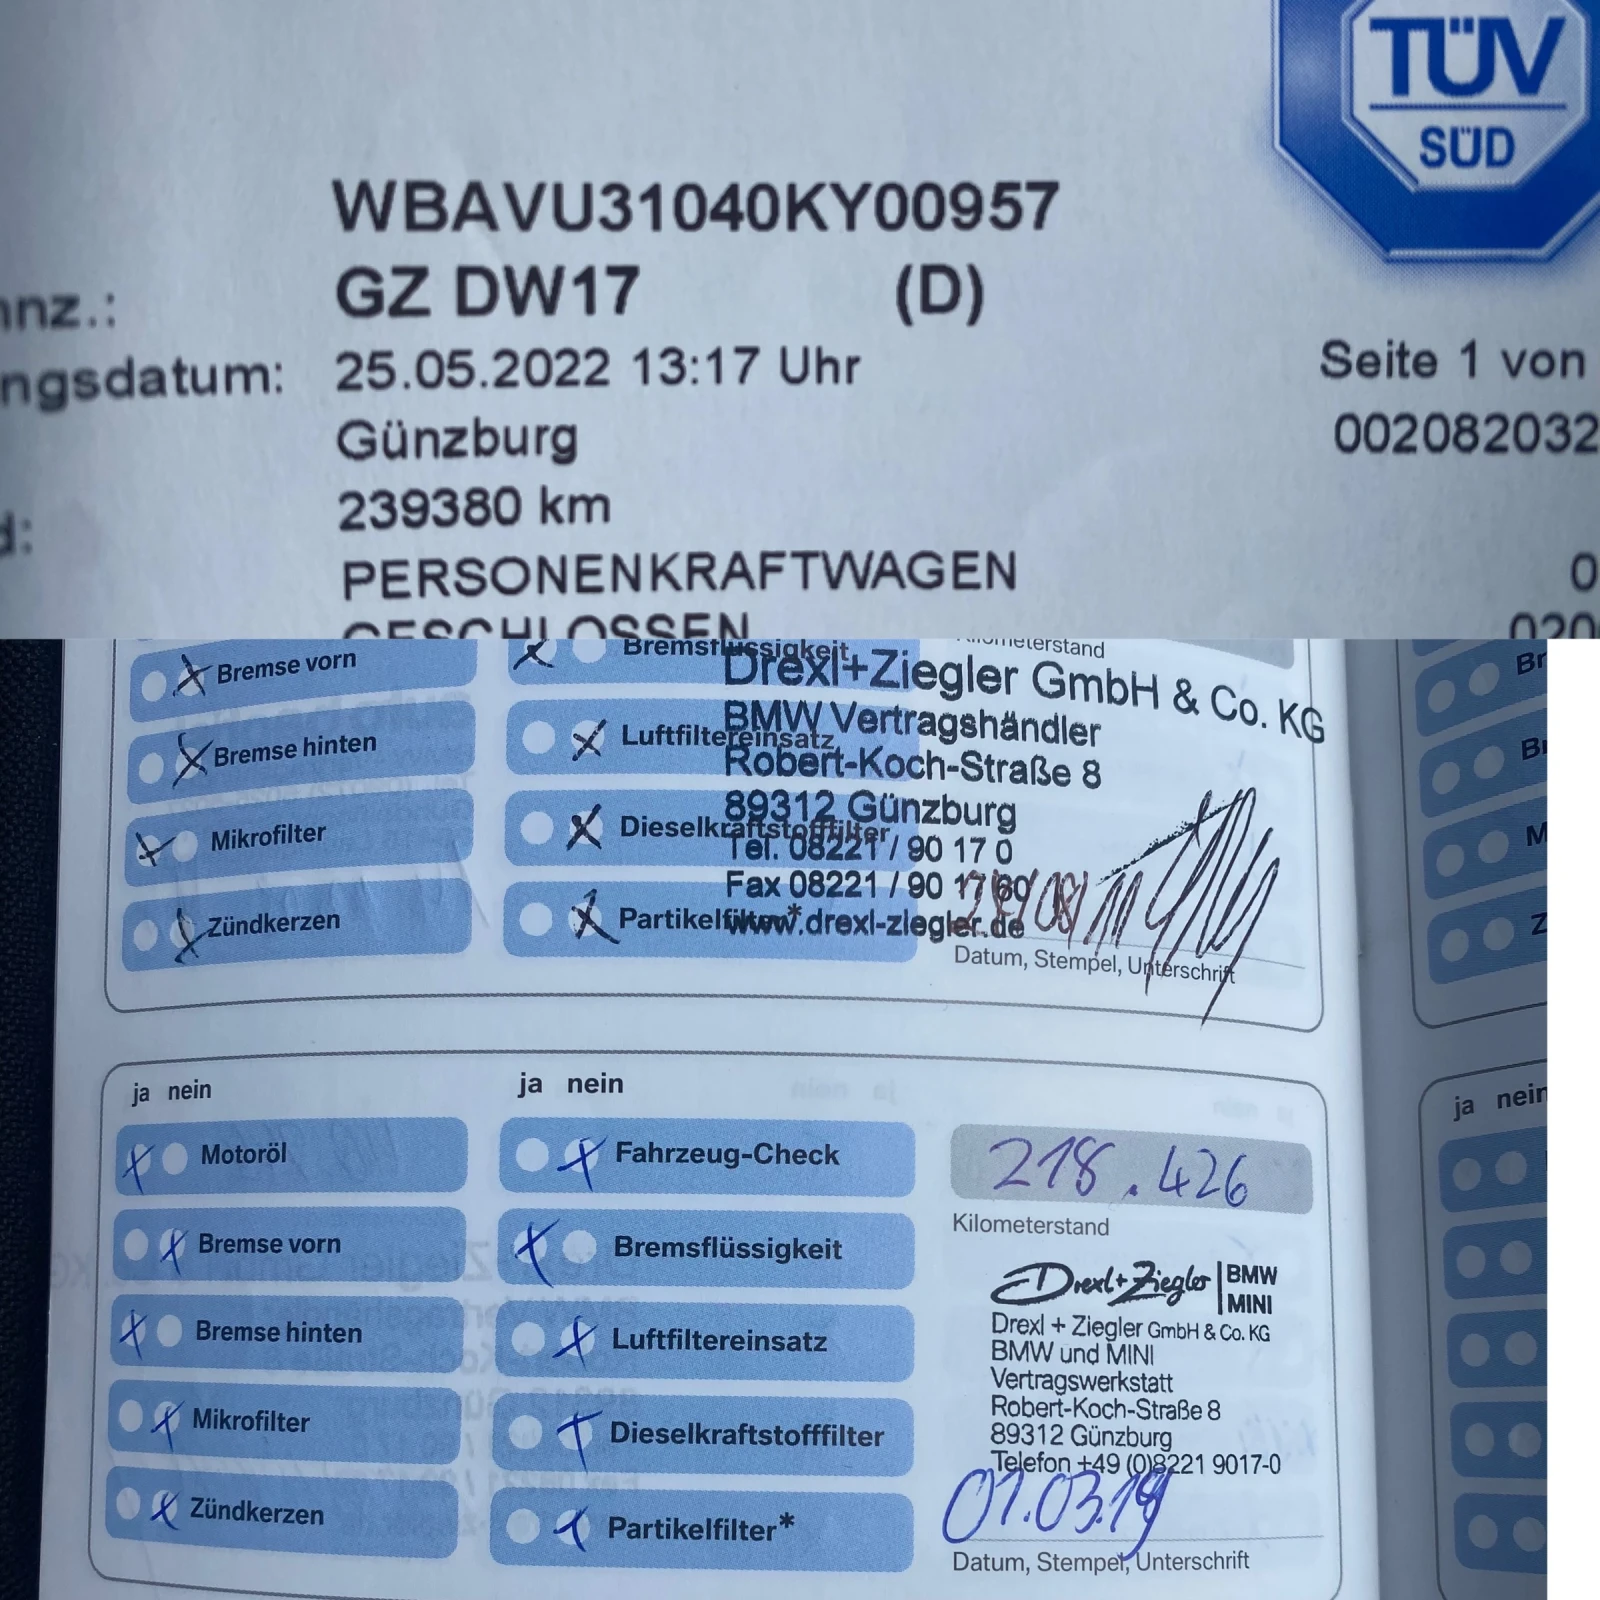 TÜV
SÜD
WBAVU31040KY00957
nnz.: GZ DW17 (D)
ngsdatum: 25.05.2022 13:17 Uhr Seite 1 von
Günzburg 002082032
d: 239380 km
PERSONENKRAFTWAGEN 0
GESCHLOSSEN 020
Bremse vorn Bremsflüssigkeit Kilometerstand
Drexl+Ziegler GmbH & Co. KG
BMW Vertragshändler
Bremse hinten Luftfiltereinsatz
Robert-Koch-Straße 8
89312 Günzburg
Mikrofilter Dieselkraftstofffilter
Tel. 08221 / 90 17 0
Fax 08221 / 90 17 60
Zündkerzen Partikelfilter*
www.drexl-ziegler.de
Datum, Stempel, Unterschrift
Br
M
Z
ja nein ja nein
Motoröl Fahrzeug-Check 218.426
Kilometerstand
Bremse vorn Bremsflüssigkeit
Drexl+Ziegler BMW
MINI
Bremse hinten Luftfiltereinsatz
Drexl + Ziegler GmbH & Co. KG
BMW und MINI
Vertragswerkstatt
Robert-Koch-Straße 8
Mikrofilter Dieselkraftstofffilter
89312 Günzburg
Telefon +49 (0)8221 9017-0
Zündkerzen Partikelfilter*
01.03.19
Datum, Stempel, Unterschrift
ja nein